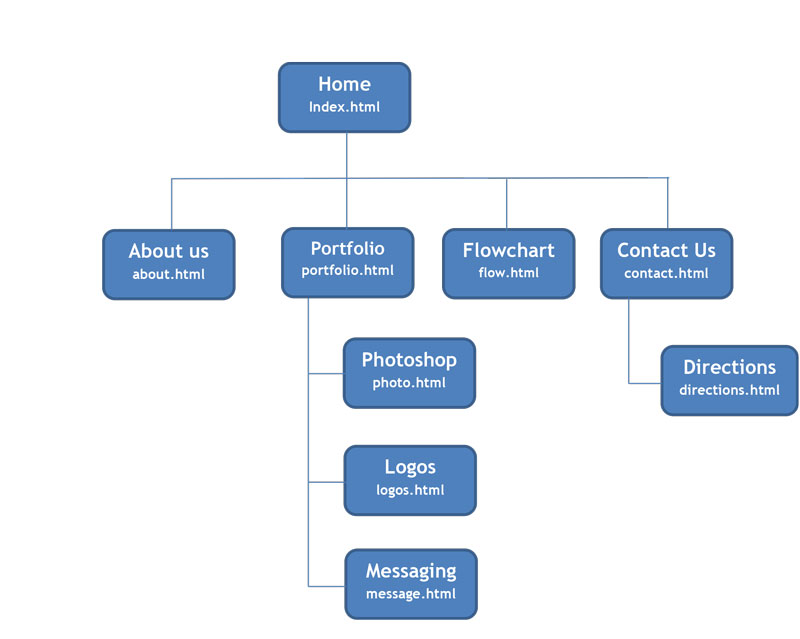 Home
Index.html
About us
about.html
Portfolio
portfolio.html
Flowchart
flow.html
Contact Us
contact.html
Photoshop
photo.html
Directions
directions.html
Logos
logos.html
Messaging
message.html